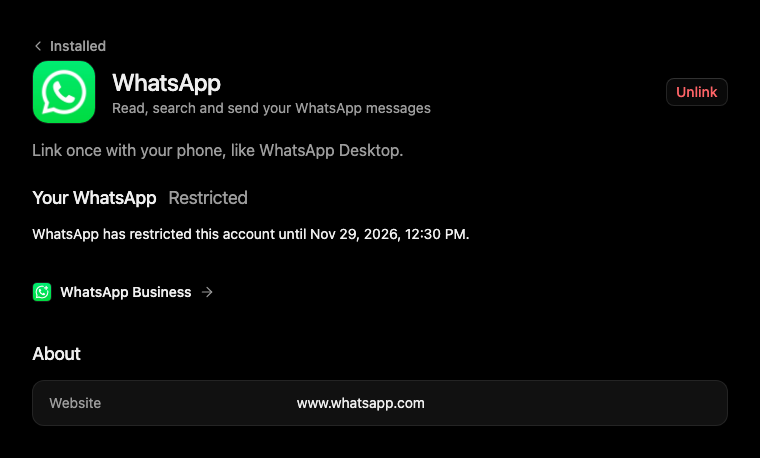 Installed
WhatsApp
Read, search and send your WhatsApp messages
Unlink
Link once with your phone, like WhatsApp Desktop.
Your WhatsApp Restricted
WhatsApp has restricted this account until Nov 29, 2026, 12:30 PM.
WhatsApp Business
About
Website www.whatsapp.com